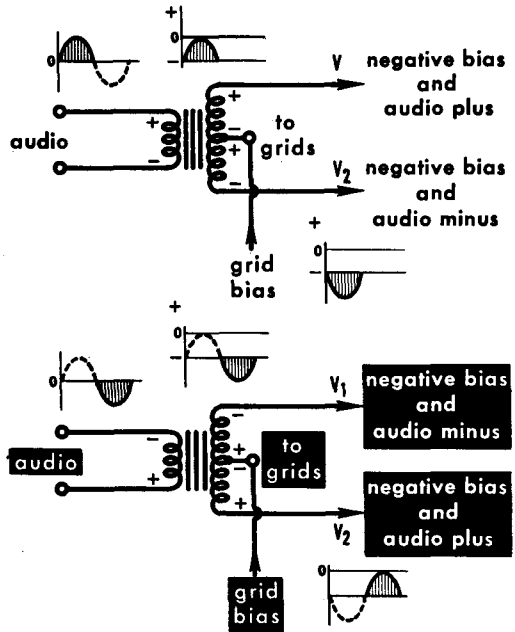 +
0
−
0
+
−
+
−
+
−
audio
to
grids
V
negative bias
and
audio plus
V2
negative bias
and
audio minus
grid
bias
+
0
−
+
0
−
0
−
+
−
+
−
+
audio
to
grids
V1
negative bias
and
audio minus
V2
negative bias
and
audio plus
grid
bias
0
−